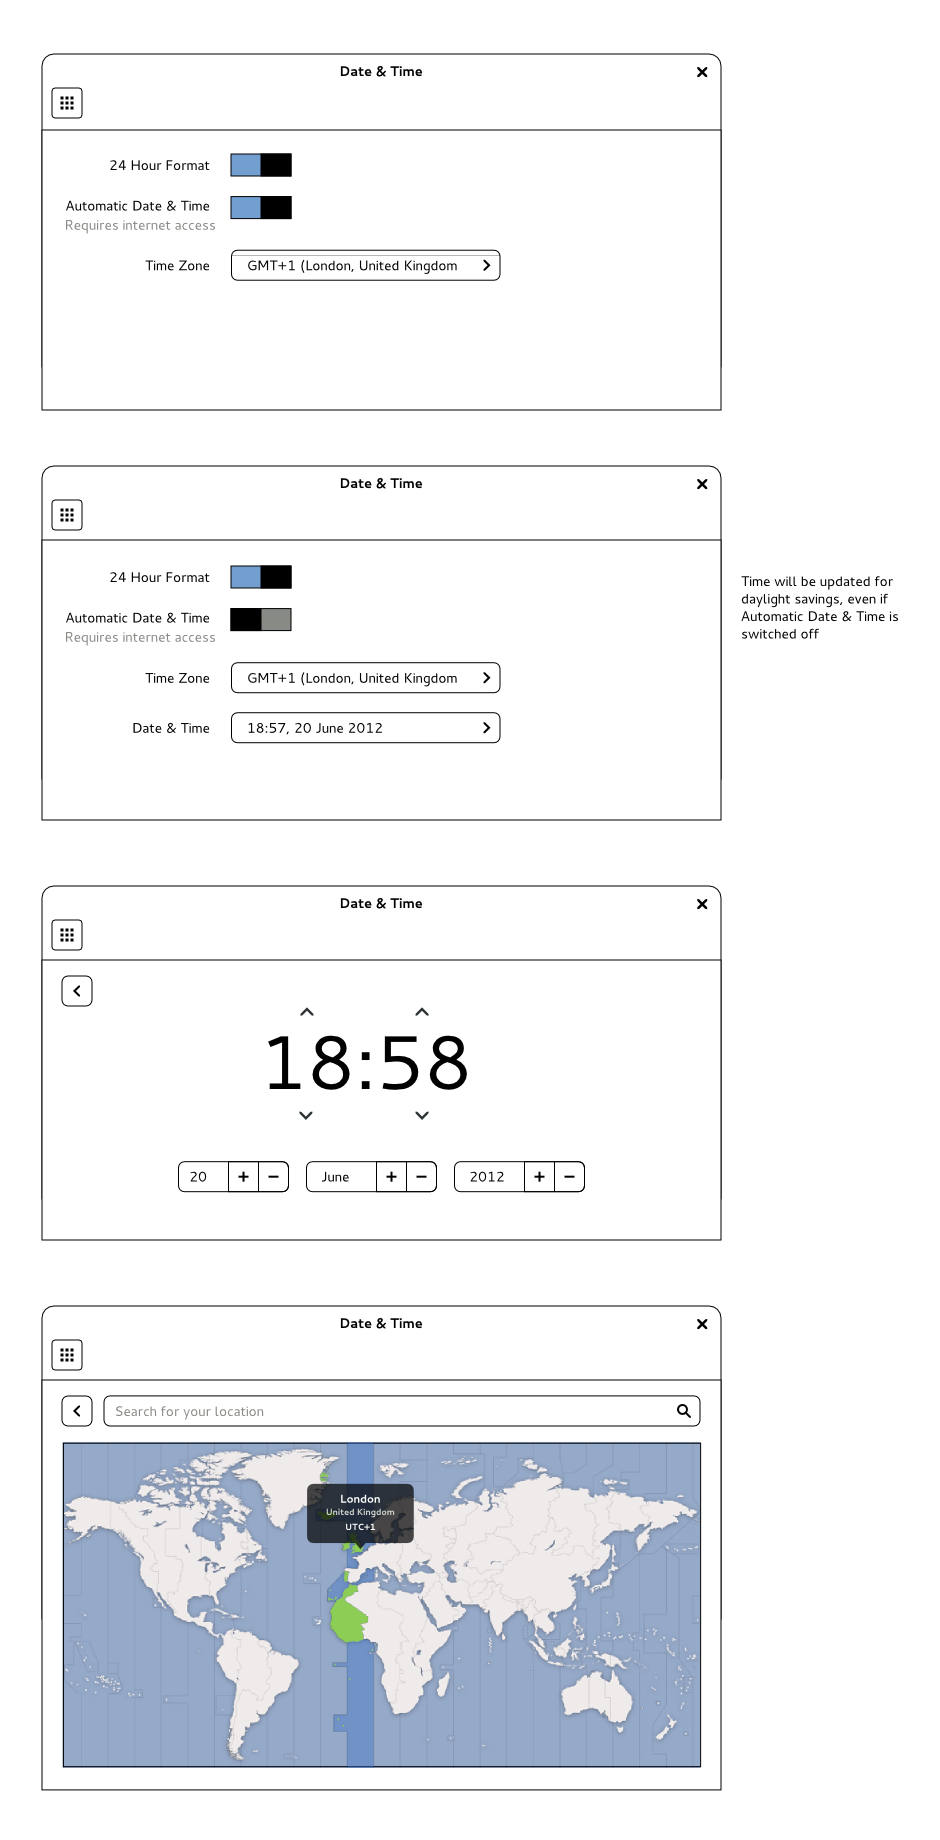 Date & Time
24 Hour Format
Automatic Date & Time
Requires internet access
Time Zone
GMT+1 (London, United Kingdom
Date & Time
24 Hour Format
Automatic Date & Time
Requires internet access
Time Zone
GMT+1 (London, United Kingdom
Date & Time
18:57, 20 June 2012
Time will be updated for
daylight savings, even if
Automatic Date & Time is
switched off
Date & Time
18:58
20
June
2012
Date & Time
Search for your location
London
United Kingdom
UTC+1